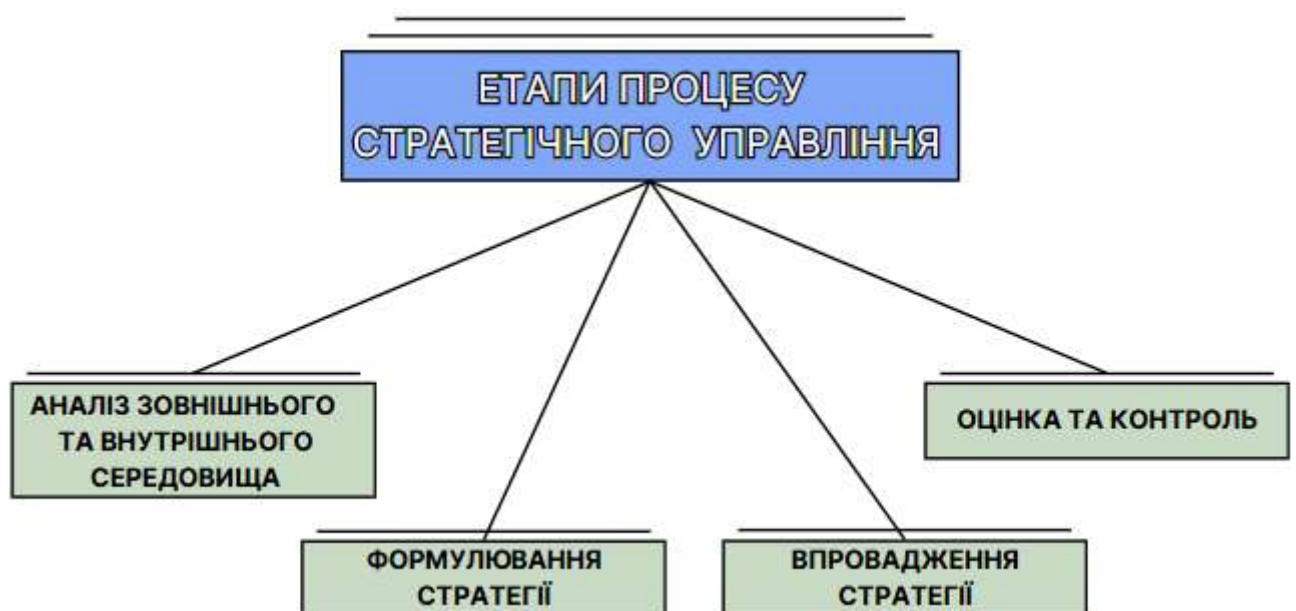 ЕТАПИ ПРОЦЕСУ
СТРАТЕГІЧНОГО УПРАВЛІННЯ
АНАЛІЗ ЗОВНІШНЬОГО
ТА ВНУТРІШНЬОГО
СЕРЕДОВИЩА
ФОРМУЛЮВАННЯ
СТРАТЕГІЇ
ВПРОВАДЖЕННЯ
СТРАТЕГІЇ
ОЦІНКА ТА КОНТРОЛЬ